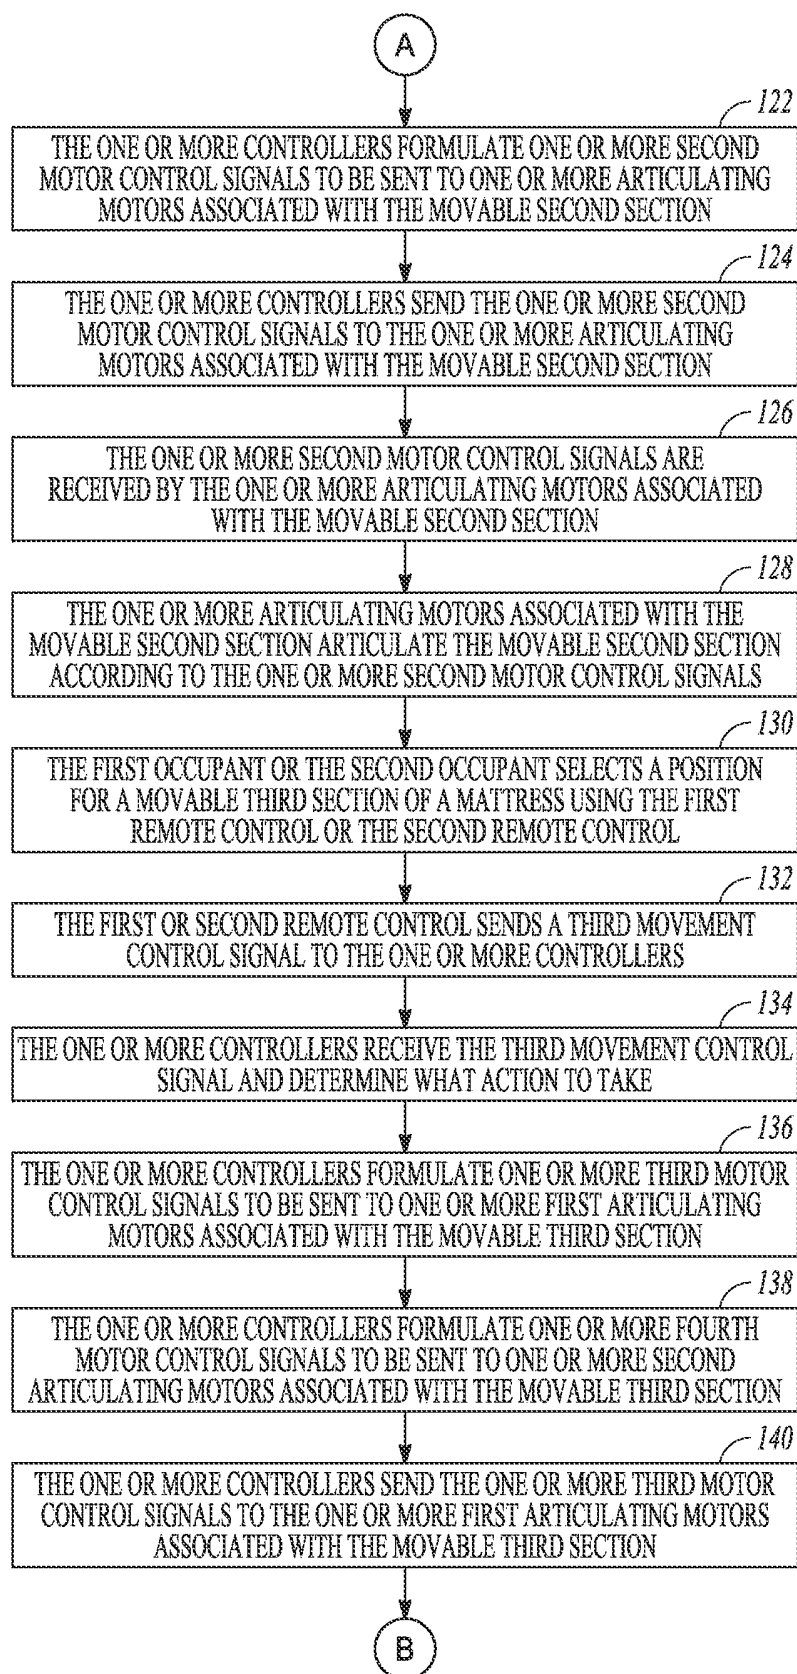 A
122
THE ONE OR MORE CONTROLLERS FORMULATE ONE OR MORE SECOND
MOTOR CONTROL SIGNALS TO BE SENT TO ONE OR MORE ARTICULATING
MOTORS ASSOCIATED WITH THE MOVABLE SECOND SECTION
124
THE ONE OR MORE CONTROLLERS SEND THE ONE OR MORE SECOND
MOTOR CONTROL SIGNALS TO THE ONE OR MORE ARTICULATING
MOTORS ASSOCIATED WITH THE MOVABLE SECOND SECTION
126
THE ONE OR MORE SECOND MOTOR CONTROL SIGNALS ARE
RECEIVED BY THE ONE OR MORE ARTICULATING MOTORS ASSOCIATED
WITH THE MOVABLE SECOND SECTION
128
THE ONE OR MORE ARTICULATING MOTORS ASSOCIATED WITH THE
MOVABLE SECOND SECTION ARTICULATE THE MOVABLE SECOND SECTION
ACCORDING TO THE ONE OR MORE SECOND MOTOR CONTROL SIGNALS
130
THE FIRST OCCUPANT OR THE SECOND OCCUPANT SELECTS A POSITION
FOR A MOVABLE THIRD SECTION OF A MATTRESS USING THE FIRST
REMOTE CONTROL OR THE SECOND REMOTE CONTROL
132
THE FIRST OR SECOND REMOTE CONTROL SENDS A THIRD MOVEMENT
CONTROL SIGNAL TO THE ONE OR MORE CONTROLLERS
134
THE ONE OR MORE CONTROLLERS RECEIVE THE THIRD MOVEMENT CONTROL
SIGNAL AND DETERMINE WHAT ACTION TO TAKE
136
THE ONE OR MORE CONTROLLERS FORMULATE ONE OR MORE THIRD MOTOR
CONTROL SIGNALS TO BE SENT TO ONE OR MORE FIRST ARTICULATING
MOTORS ASSOCIATED WITH THE MOVABLE THIRD SECTION
138
THE ONE OR MORE CONTROLLERS FORMULATE ONE OR MORE FOURTH
MOTOR CONTROL SIGNALS TO BE SENT TO ONE OR MORE SECOND
ARTICULATING MOTORS ASSOCIATED WITH THE MOVABLE THIRD SECTION
140
THE ONE OR MORE CONTROLLERS SEND THE ONE OR MORE THIRD MOTOR
CONTROL SIGNALS TO THE ONE OR MORE FIRST ARTICULATING MOTORS
ASSOCIATED WITH THE MOVABLE THIRD SECTION
B